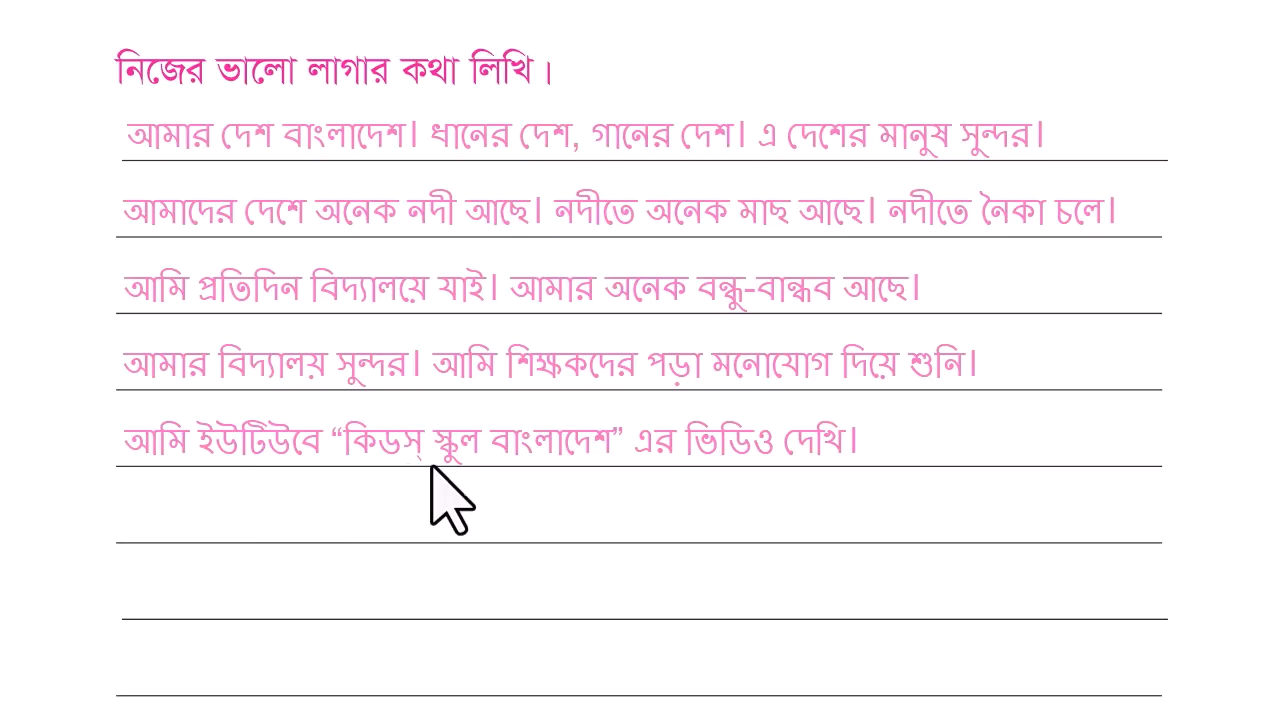 নিজের ভালো লাগার কথা লিখি।
আমার দেশ বাংলাদেশ। ধানের দেশ, গানের দেশ। এ দেশের মানুষ সুন্দর।
আমাদের দেশে অনেক নদী আছে। নদীতে অনেক মাছ আছে। নদীতে নৈকা চলে।
আমি প্রতিদিন বিদ্যালয়ে যাই। আমার অনেক বন্ধু-বান্ধব আছে।
আমার বিদ্যালয় সুন্দর। আমি শিক্ষকদের পড়া মনোযোগ দিয়ে শুনি।
আমি ইউটিউবে “কিডস্ স্কুল বাংলাদেশ” এর ভিডিও দেখি।